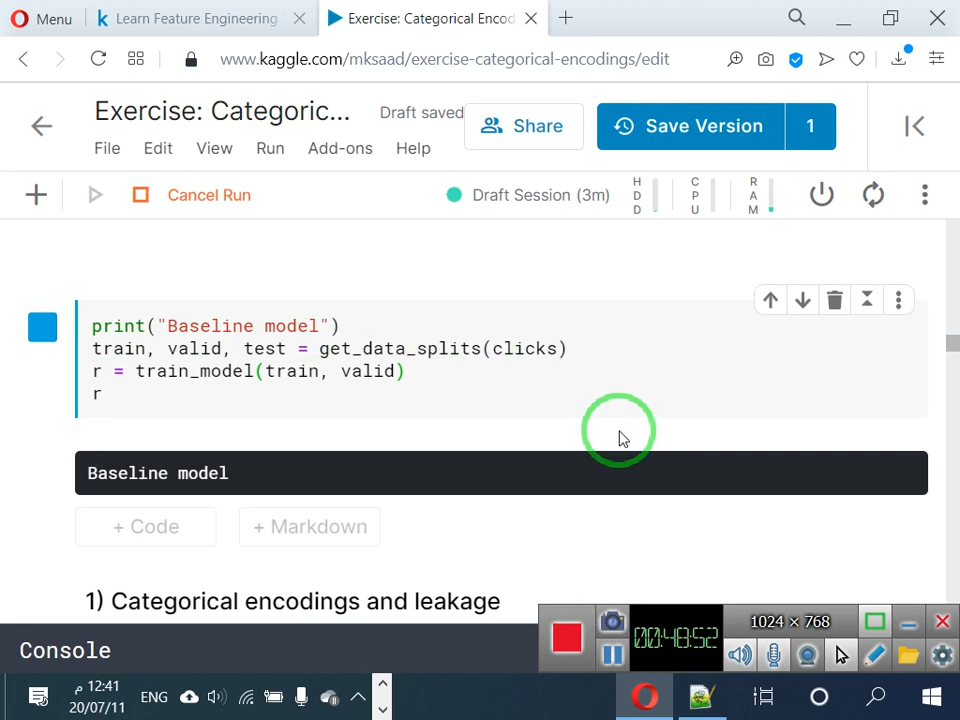 Menu
Learn Feature Engineering
Exercise: Categorical Encod
www.kaggle.com/mksaad/exercise-categorical-encodings/edit
Exercise: Categoric...
Draft saved
Share
Save Version
1
File Edit View Run Add-ons Help
Cancel Run
Draft Session (3m)
HDD
CPU
RAM
print("Baseline model")
train, valid, test = get_data_splits(clicks)
r = train_model(train, valid)
r
Baseline model
+ Code
+ Markdown
1) Categorical encodings and leakage
Console
00:48:52
1024 × 768
م 12:41
20/07/11
ENG